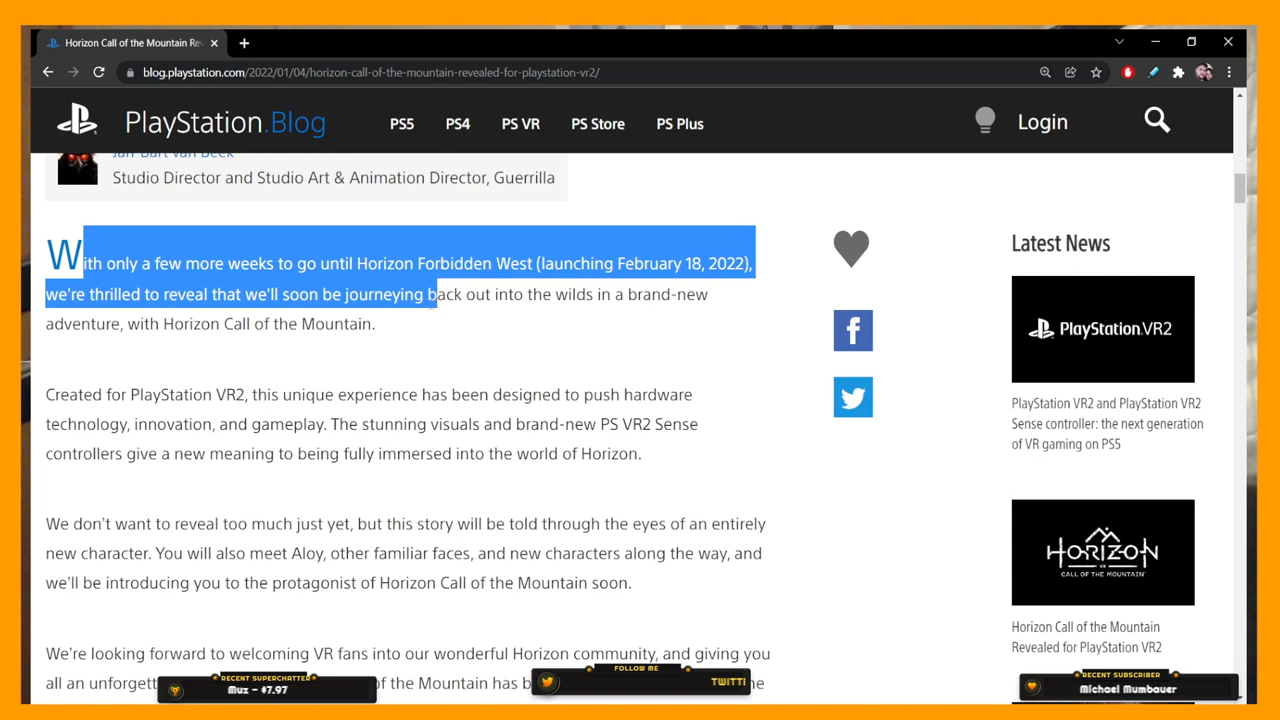 Horizon Call of the Mountain Re
blog.playstation.com/2022/01/04/horizon-call-of-the-mountain-revealed-for-playstation-vr2/
PlayStation.Blog
PS5
PS4
PS VR
PS Store
PS Plus
Login
Jan-Bart van Beek
Studio Director and Studio Art & Animation Director, Guerrilla
With only a few more weeks to go until Horizon Forbidden West (launching February 18, 2022),
we're thrilled to reveal that we'll soon be journeying back out into the wilds in a brand-new
adventure, with Horizon Call of the Mountain.
Created for PlayStation VR2, this unique experience has been designed to push hardware
technology, innovation, and gameplay. The stunning visuals and brand-new PS VR2 Sense
controllers give a new meaning to being fully immersed into the world of Horizon.
We don't want to reveal too much just yet, but this story will be told through the eyes of an entirely
new character. You will also meet Aloy, other familiar faces, and new characters along the way, and
we'll be introducing you to the protagonist of Horizon Call of the Mountain soon.
We're looking forward to welcoming VR fans into our wonderful Horizon community, and giving you
all an unforgett
of the Mountain has b
he
Latest News
PlayStation.VR2
PlayStation VR2 and PlayStation VR2
Sense controller: the next generation
of VR gaming on PS5
HORIZON
VR
CALL OF THE MOUNTAIN
Horizon Call of the Mountain
Revealed for PlayStation VR2
RECENT SUPERCHATTER
Muz – $7.97
FOLLOW ME
TWITTI
RECENT SUBSCRIBER
Michael Mumbauer